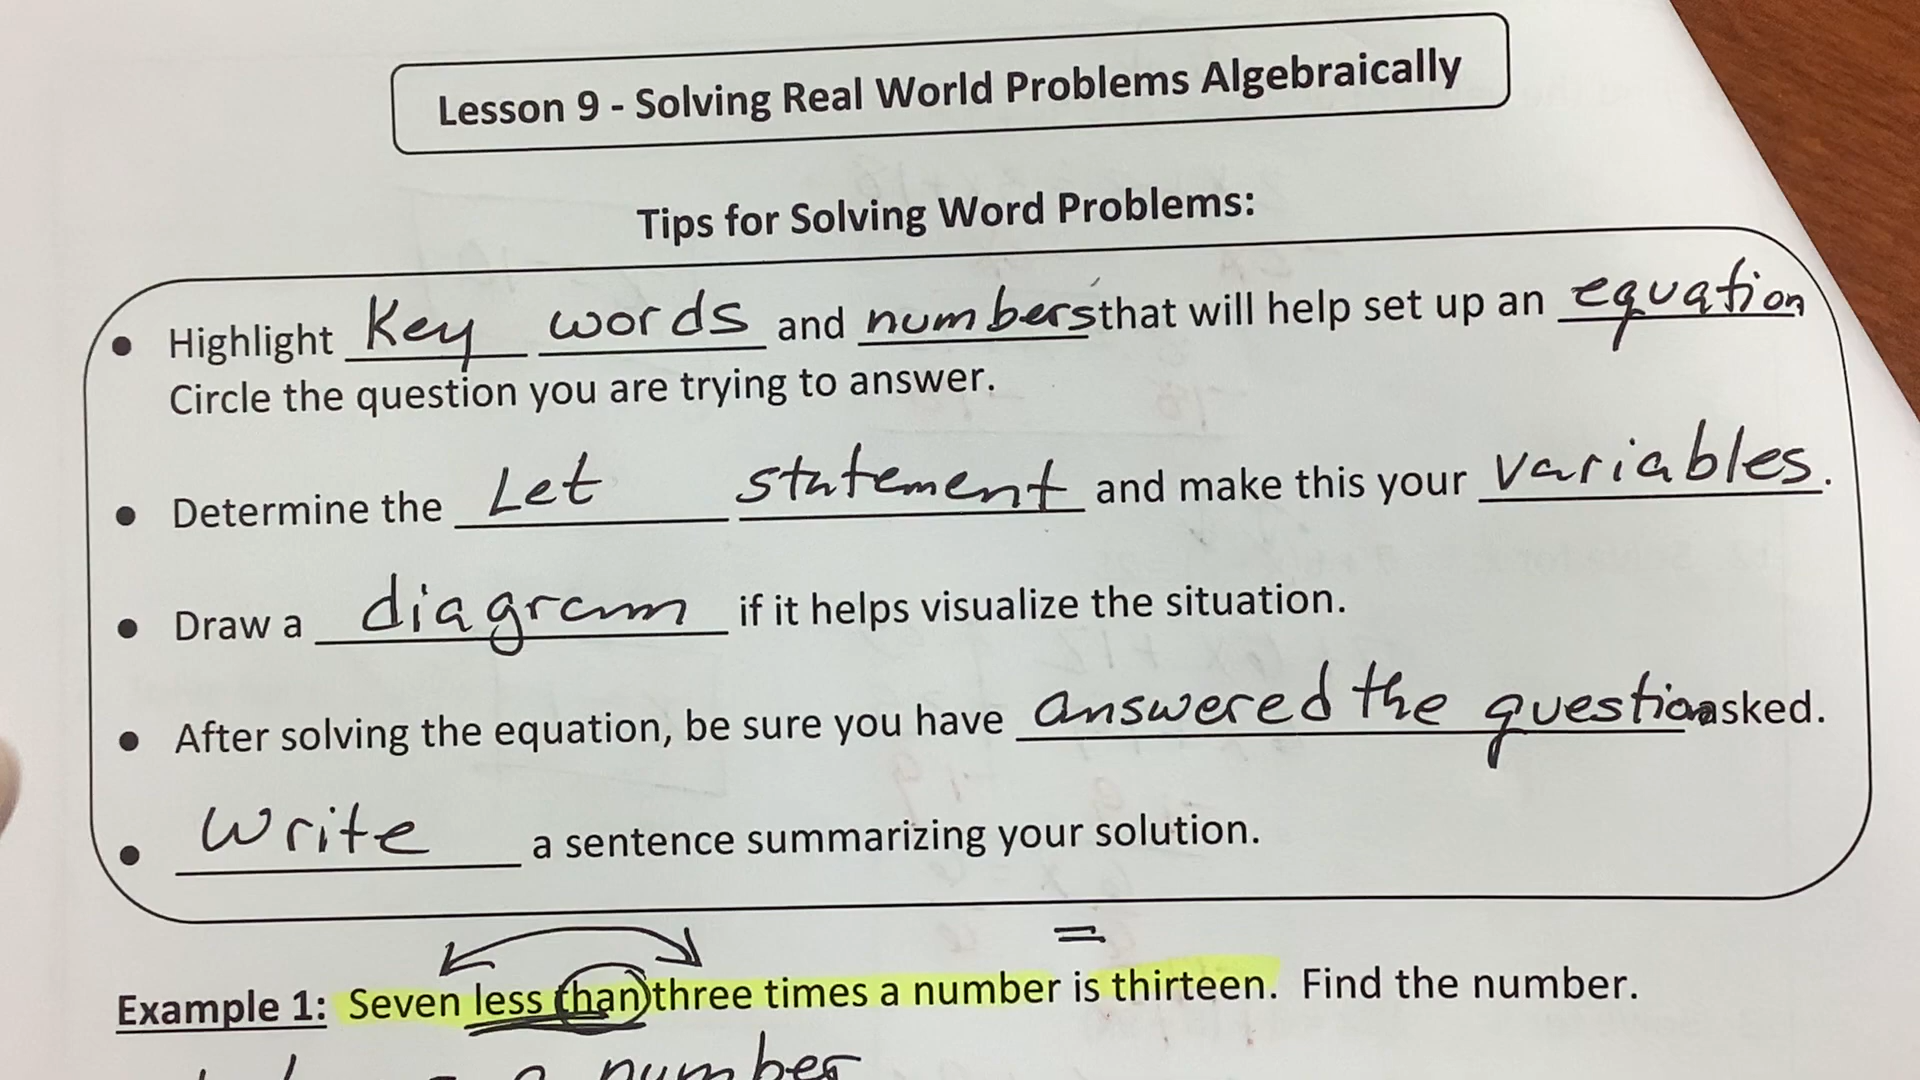 Lesson 9 - Solving Real World Problems Algebraically
Tips for Solving Word Problems:
• Highlight Key words and numbers that will help set up an equation
Circle the question you are trying to answer.
• Determine the Let statement and make this your variables.
• Draw a diagram if it helps visualize the situation.
• After solving the equation, be sure you have answered the question asked.
• Write a sentence summarizing your solution.
=
Example 1: Seven less than three times a number is thirteen. Find the number.
a number